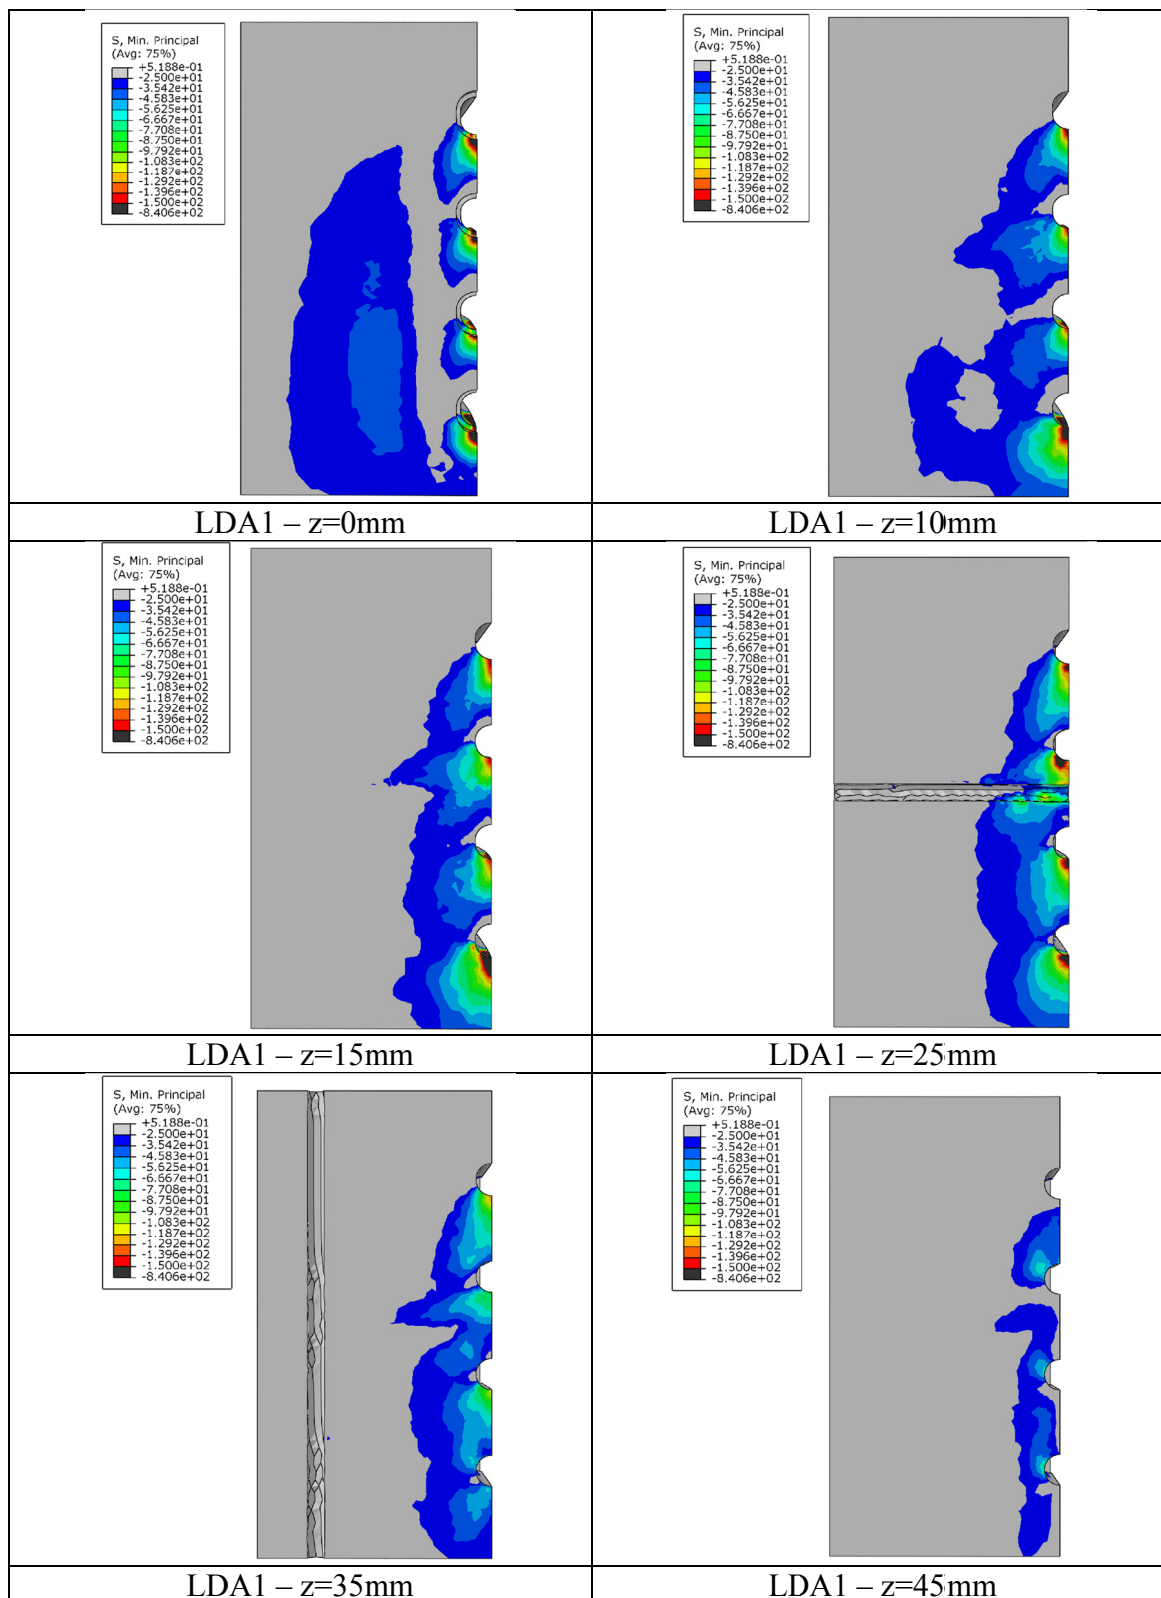 S, Min. Principal
(Avg: 75%)
+5.188e-01
-2.500e+01
-3.542e+01
-4.583e+01
-5.625e+01
-6.667e+01
-7.708e+01
-8.750e+01
-9.792e+01
-1.083e+02
-1.187e+02
-1.292e+02
-1.396e+02
-1.500e+02
-8.406e+02
S, Min. Principal
(Avg: 75%)
+5.188e-01
-2.500e+01
-3.542e+01
-4.583e+01
-5.625e+01
-6.667e+01
-7.708e+01
-8.750e+01
-9.792e+01
-1.083e+02
-1.187e+02
-1.292e+02
-1.396e+02
-1.500e+02
-8.406e+02
LDA1 – z=0mm
LDA1 – z=10mm
S, Min. Principal
(Avg: 75%)
+5.188e-01
-2.500e+01
-3.542e+01
-4.583e+01
-5.625e+01
-6.667e+01
-7.708e+01
-8.750e+01
-9.792e+01
-1.083e+02
-1.187e+02
-1.292e+02
-1.396e+02
-1.500e+02
-8.406e+02
S, Min. Principal
(Avg: 75%)
+5.188e-01
-2.500e+01
-3.542e+01
-4.583e+01
-5.625e+01
-6.667e+01
-7.708e+01
-8.750e+01
-9.792e+01
-1.083e+02
-1.187e+02
-1.292e+02
-1.396e+02
-1.500e+02
-8.406e+02
LDA1 – z=15mm
LDA1 – z=25mm
S, Min. Principal
(Avg: 75%)
+5.188e-01
-2.500e+01
-3.542e+01
-4.583e+01
-5.625e+01
-6.667e+01
-7.708e+01
-8.750e+01
-9.792e+01
-1.083e+02
-1.187e+02
-1.292e+02
-1.396e+02
-1.500e+02
-8.406e+02
S, Min. Principal
(Avg: 75%)
+5.188e-01
-2.500e+01
-3.542e+01
-4.583e+01
-5.625e+01
-6.667e+01
-7.708e+01
-8.750e+01
-9.792e+01
-1.083e+02
-1.187e+02
-1.292e+02
-1.396e+02
-1.500e+02
-8.406e+02
LDA1 – z=35mm
LDA1 – z=45mm